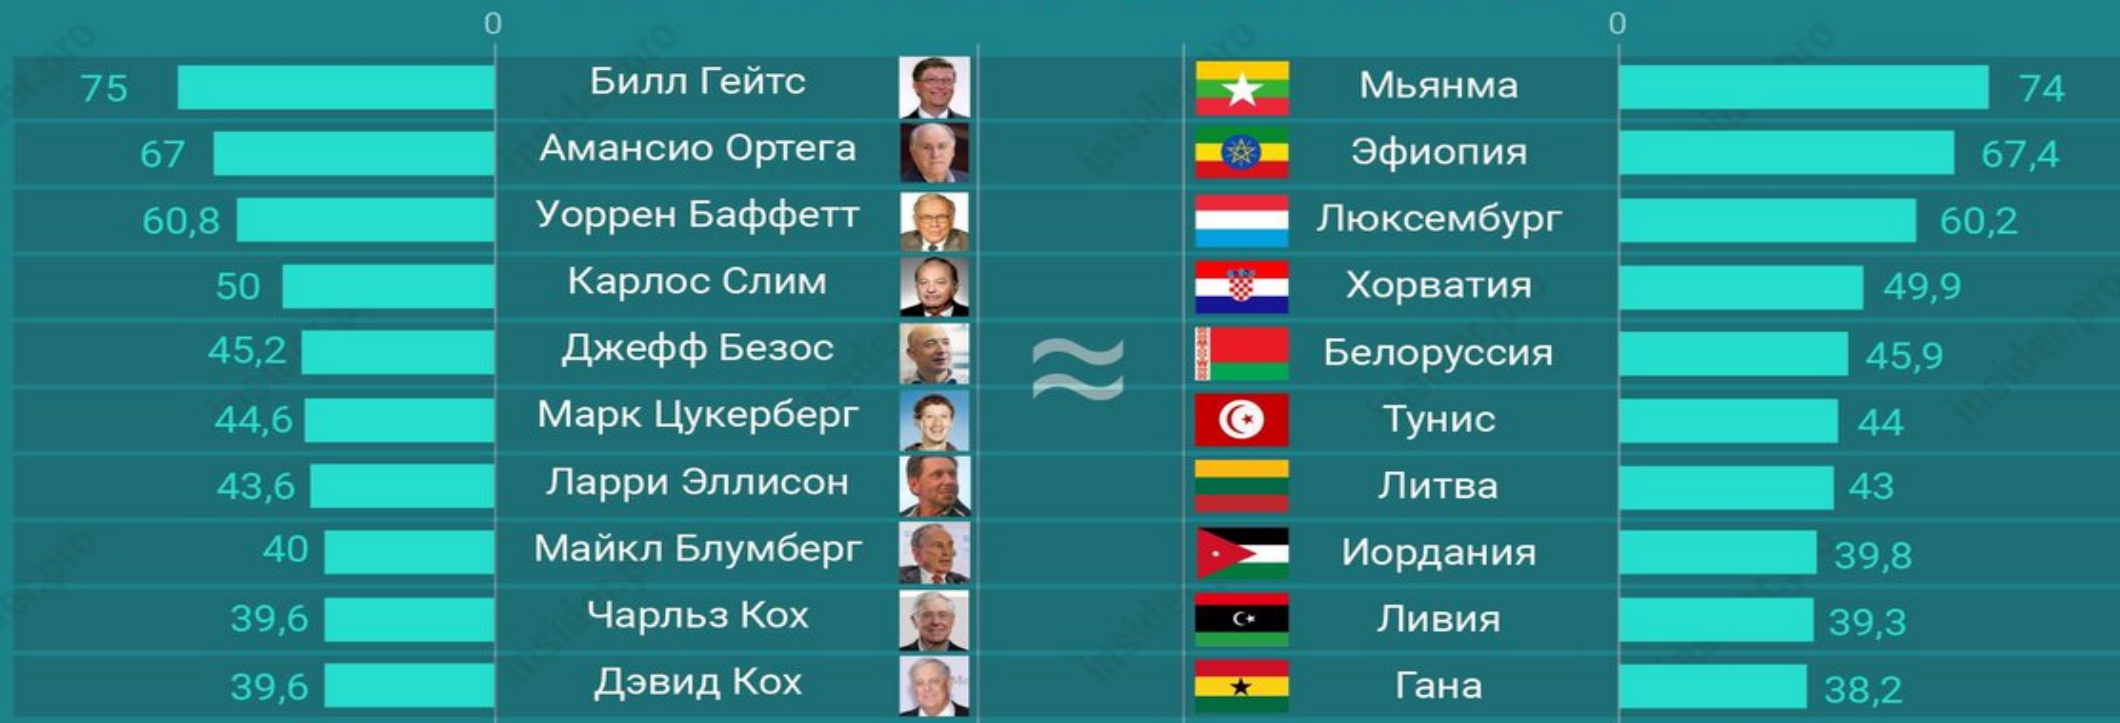 0 0
75 Билл Гейтс Мьянма 74
67 Амансио Ортега Эфиопия 67,4
60,8 Уоррен Баффетт ≈ Люксембург 60,2
50 Карлос Слим Хорватия 49,9
45,2 Джефф Безос Белоруссия 45,9
44,6 Марк Цукерберг Тунис 44
43,6 Ларри Эллисон Литва 43
40 Майкл Блумберг Иордания 39,8
39,6 Чарльз Кох Ливия 39,3
39,6 Дэвид Кох Гана 38,2
insider.pro